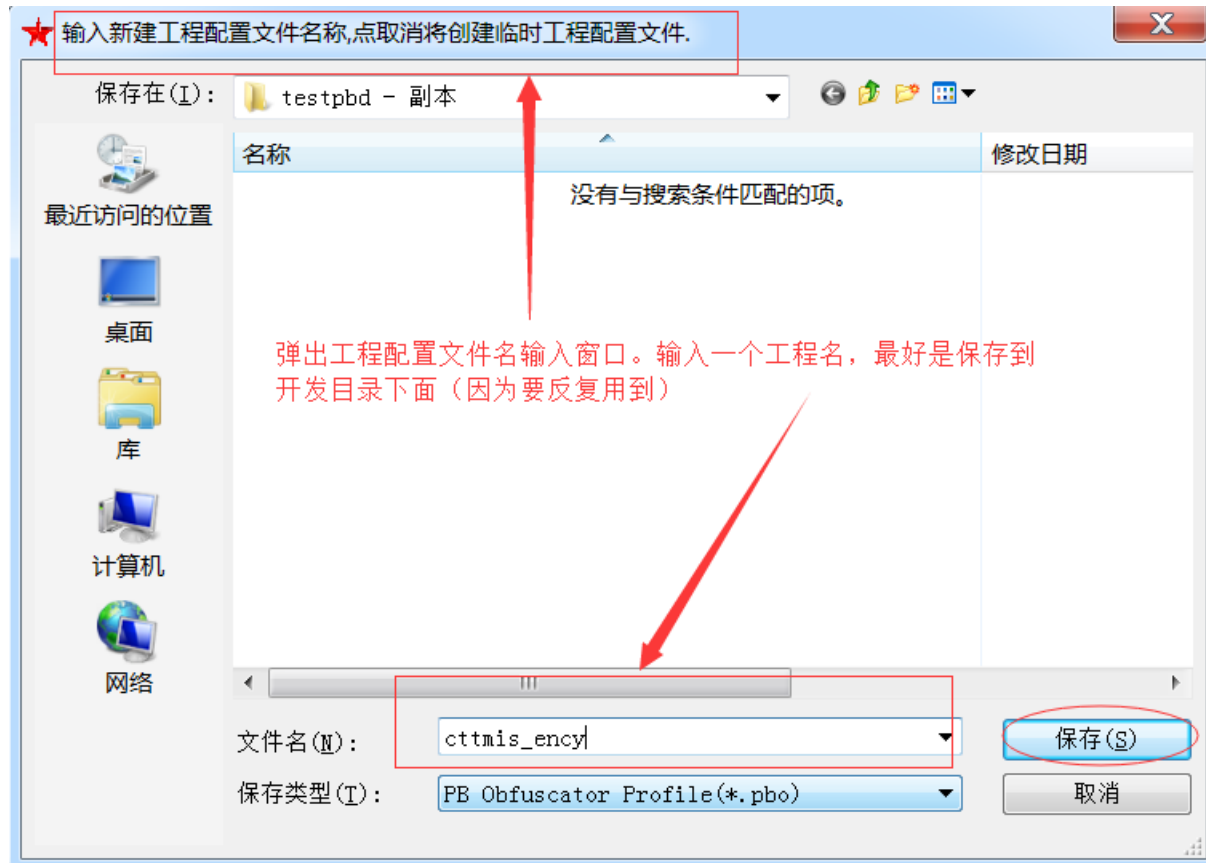 输入新建工程配置文件名称,点取消将创建临时工程配置文件.
X
保存在(I):
testpbd - 副本
名称
修改日期
没有与搜索条件匹配的项。
最近访问的位置
桌面
弹出工程配置文件名输入窗口。输入一个工程名，最好是保存到
开发目录下面（因为要反复用到）
库
计算机
网络
文件名(N):
cttmis_ency
保存(S)
保存类型(T):
PB Obfuscator Profile(*.pbo)
取消